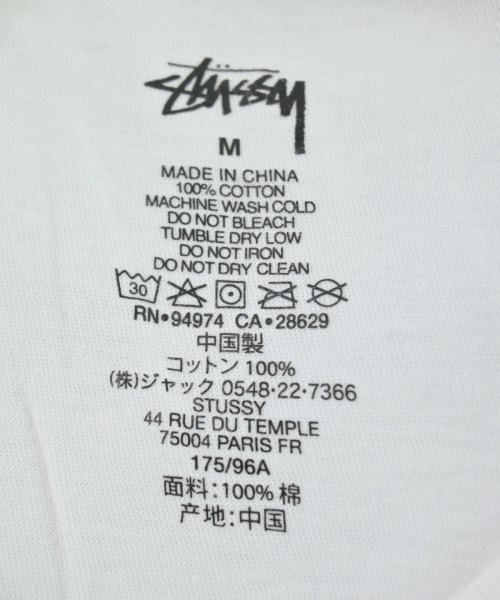 STÜSSY
M
MADE IN CHINA
100% COTTON
MACHINE WASH COLD
DO NOT BLEACH
TUMBLE DRY LOW
DO NOT IRON
DO NOT DRY CLEAN
30
RN•94974 CA•28629
中国製
コットン 100%
(株)ジャック 0548·22·7366
STUSSY
44 RUE DU TEMPLE
75004 PARIS FR
175/96A
面料:100% 棉
产地:中国